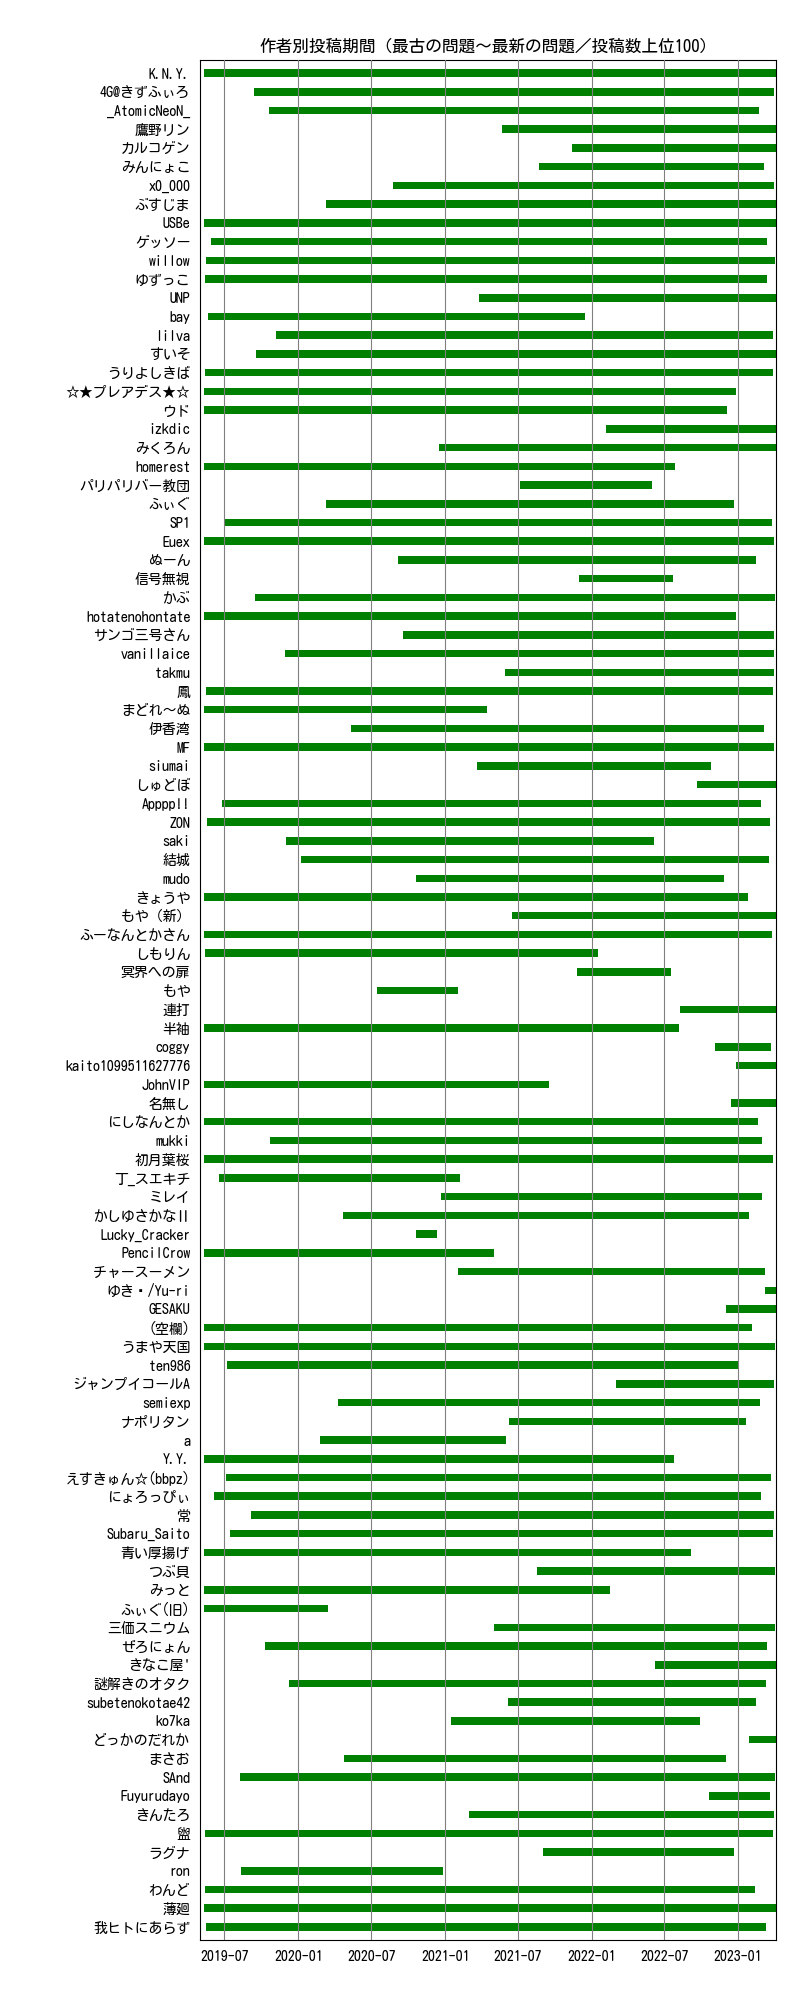 作者別投稿期間（最古の問題～最新の問題／投稿数上位100）
K.N.Y.
4G@きずふぃろ
_AtomicNeoN_
鷹野リン
カルコゲン
みんにょこ
x0_000
ぶすじま
USBe
ゲッソー
willow
ゆずっこ
UNP
bay
lilva
すいそ
うりよしきば
☆★プレアデス★☆
ウド
izkdic
みくろん
homerest
パリパリバー教団
ふぃぐ
SP1
Euex
ぬーん
信号無視
かぶ
hotatenohontate
サンゴ三号さん
vanillaice
takmu
鳳
まどれ～ぬ
伊香湾
MF
siumai
しゅどぼ
Appppll
ZON
saki
結城
mudo
きょうや
もや（新）
ふーなんとかさん
しもりん
冥界への扉
もや
連打
半袖
coggy
kaito1099511627776
JohnVIP
名無し
にしなんとか
mukki
初月葉桜
丁_スエキチ
ミレイ
かしゆさかなⅡ
Lucky_Cracker
PencilCrow
チャースーメン
ゆき・/Yu-ri
GESAKU
(空欄)
うまや天国
ten986
ジャンプイコールA
semiexp
ナポリタン
a
Y.Y.
えすきゅん☆(bbpz)
にょろっぴぃ
常
Subaru_Saito
青い厚揚げ
つぶ貝
みっと
ふぃぐ(旧)
三価スニウム
ぜろにょん
きなこ屋'
謎解きのオタク
subetenokotae42
ko7ka
どっかのだれか
まさお
SAnd
Fuyurudayo
きんたろ
盥
ラグナ
ron
わんど
薄廻
我ヒトにあらず
2019-07 2020-01 2020-07 2021-01 2021-07 2022-01 2022-07 2023-01